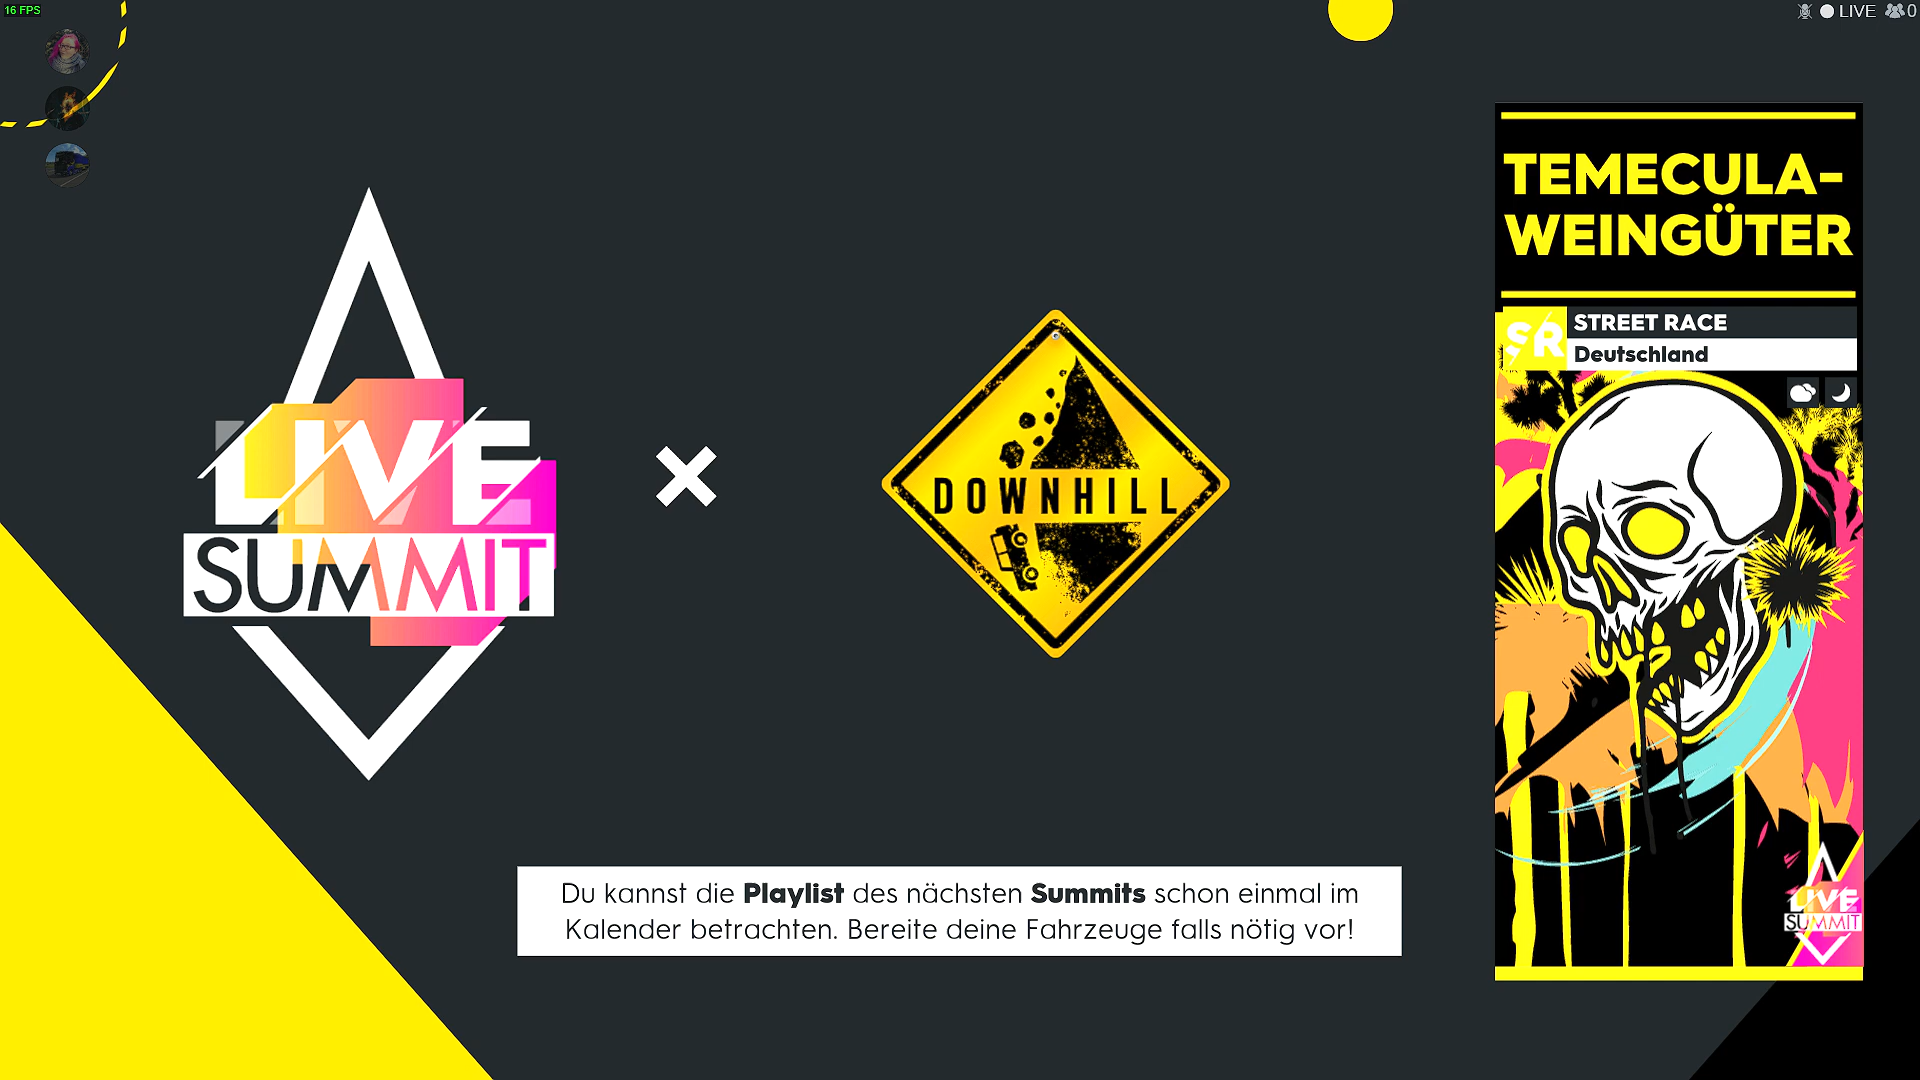 16 FPS
LIVE 0
TEMECULA-
WEINGÜTER
SR
STREET RACE
Deutschland
LIVE
SUMMIT
DOWNHILL
Du kannst die Playlist des nächsten Summits schon einmal im
Kalender betrachten. Bereite deine Fahrzeuge falls nötig vor!
LIVE
SUMMIT